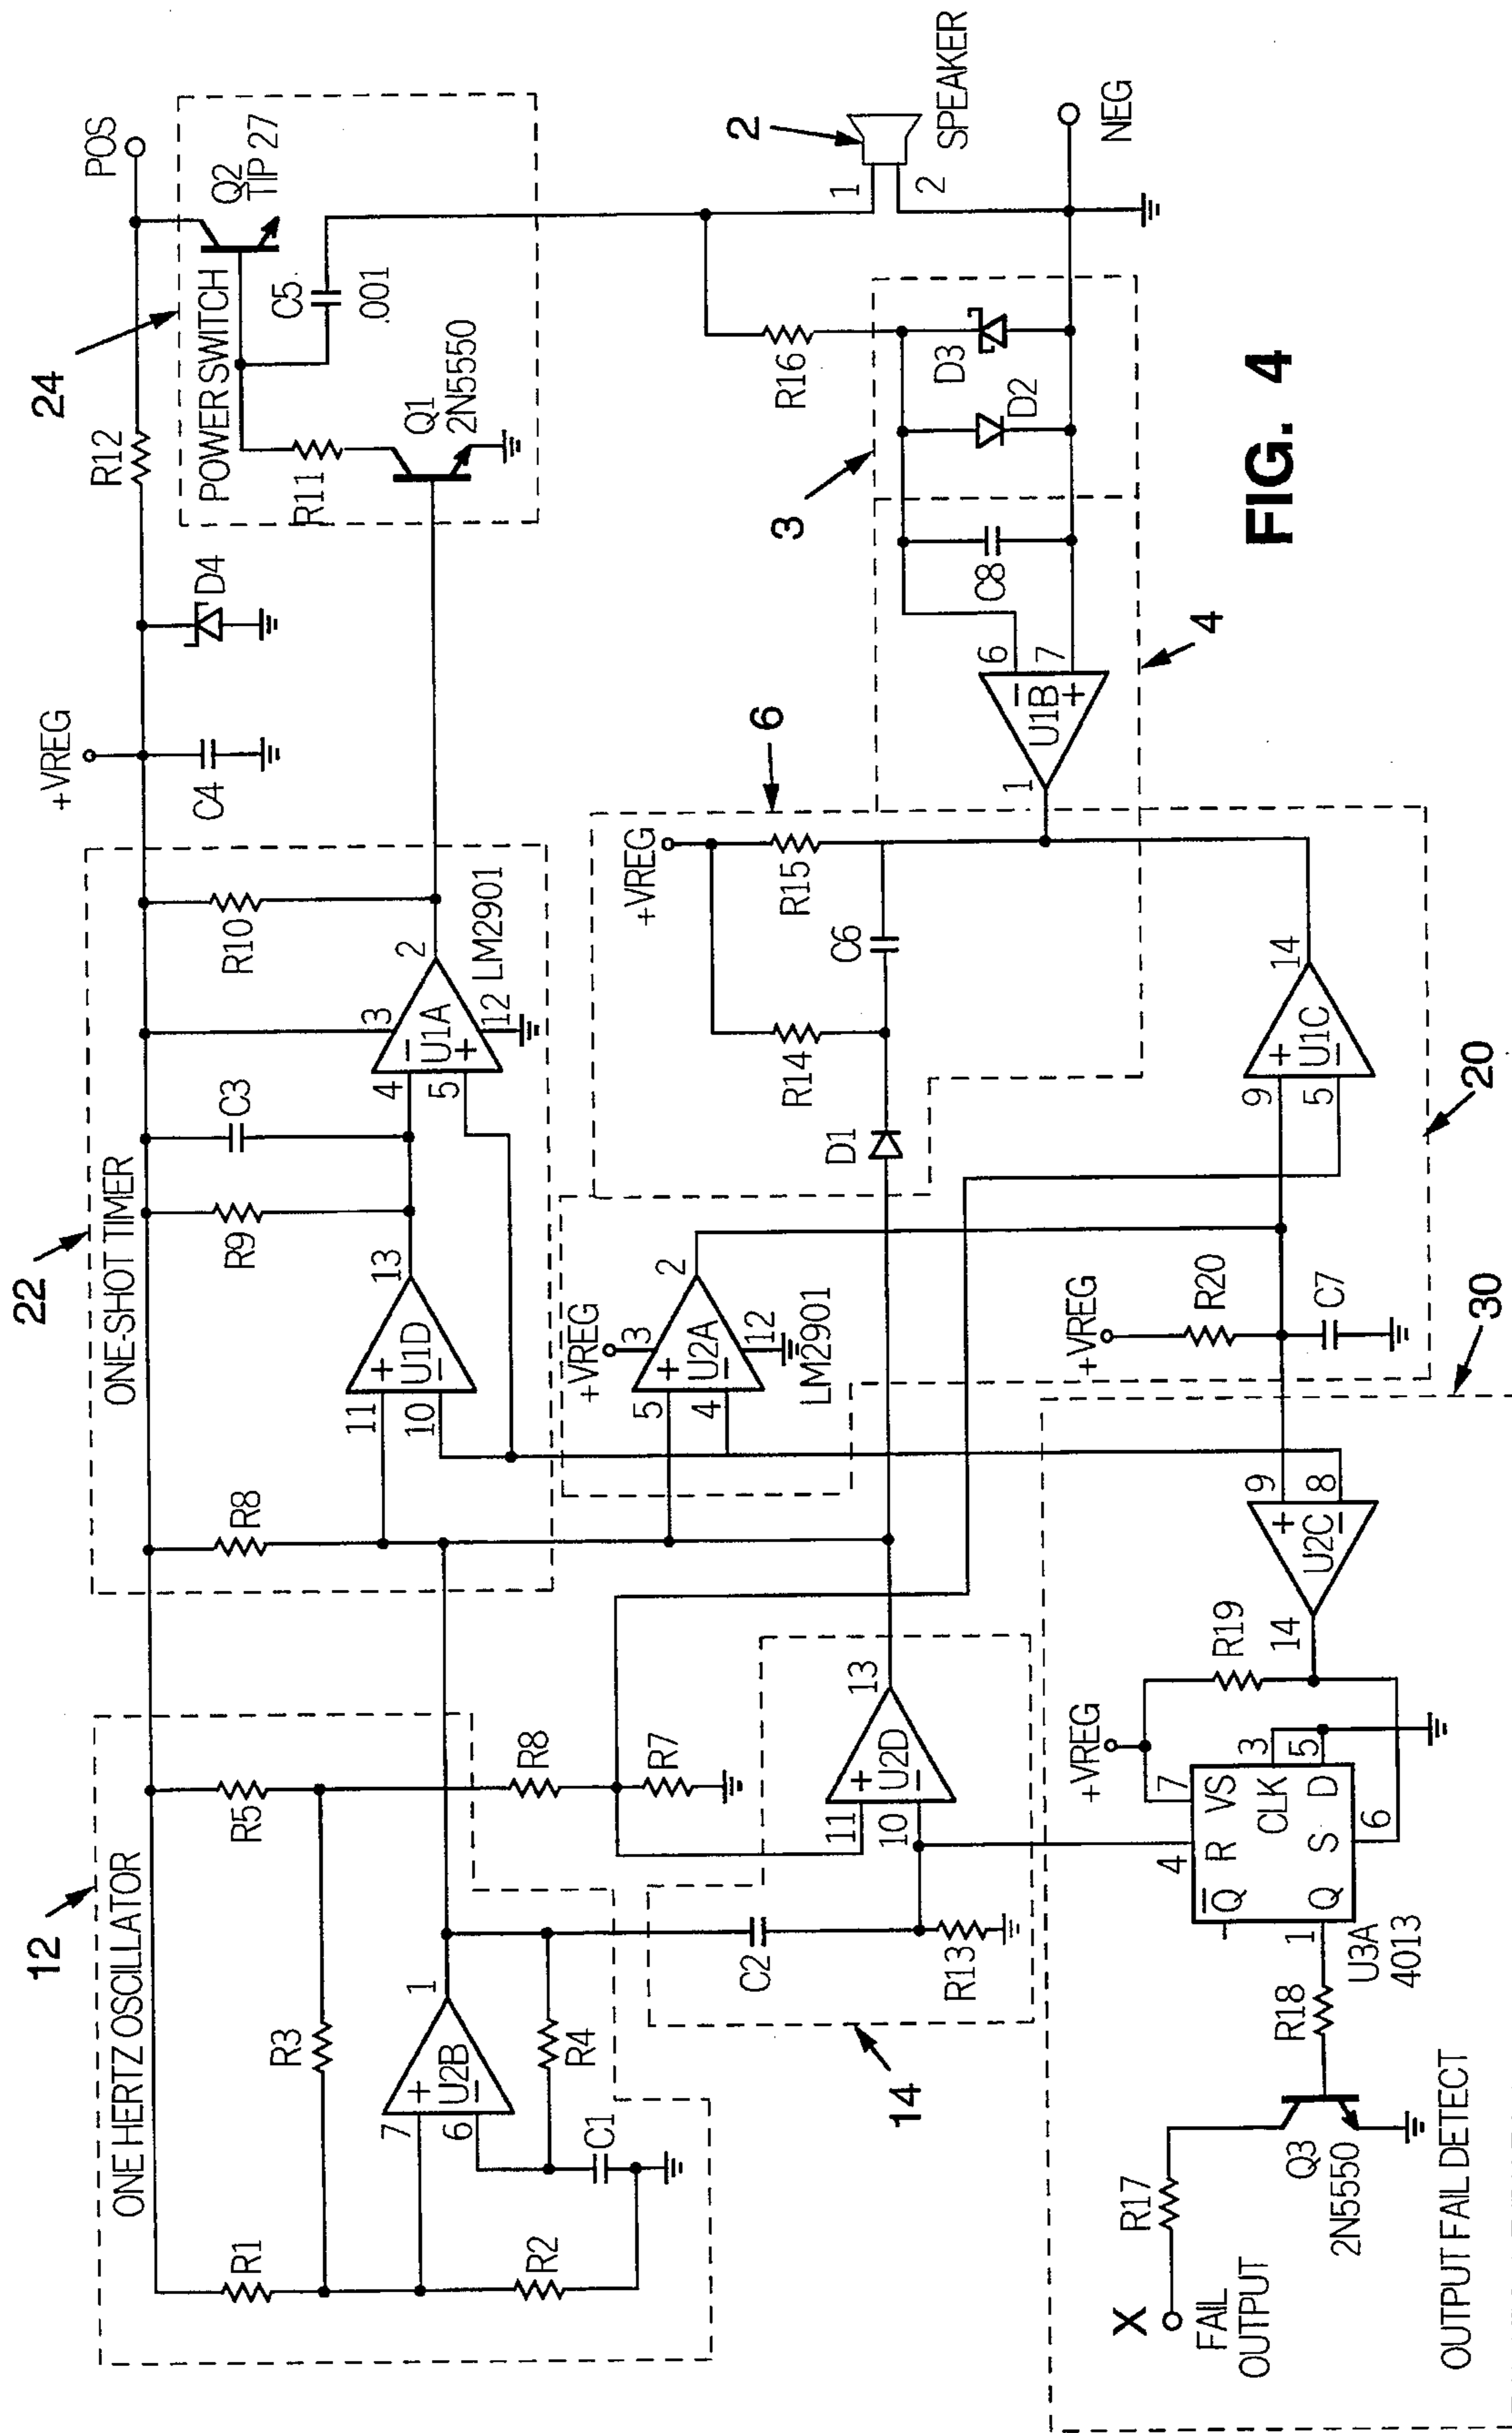 12
ONE HERTZ OSCILLATOR
R1
R2
R3
7
+
6
−
U2B
1
R4
C1
R5
R8
R7
14
C2
R13
11
+
10
−
U2D
13
22
ONE-SHOT TIMER
R8
11
+
10
−
U1D
13
R9
C3
4
−
5
+
U1A
3
12
2
LM2901
R10
+VREG
C4
D4
R12
24
POWER SWITCH
POS
Q2
TIP 27
C5
.001
R11
Q1
2N5550
+VREG
3
5
+
4
−
U2A
12
2
LM2901
D1
6
+VREG
R14
R15
C6
1
U1B
−
6
+
7
4
C8
3
D2
D3
R16
2
1
2
SPEAKER
NEG
20
+VREG
R20
C7
9
+
5
−
U1C
14
30
9
+
8
−
U2C
14
R19
+VREG
7
VS
3
CLK
5
D
4
R
6
S
Q
Q
1
U3A
4013
R18
Q3
2N5550
R17
X
FAIL
OUTPUT
OUTPUT FAIL DETECT
FIG. 4